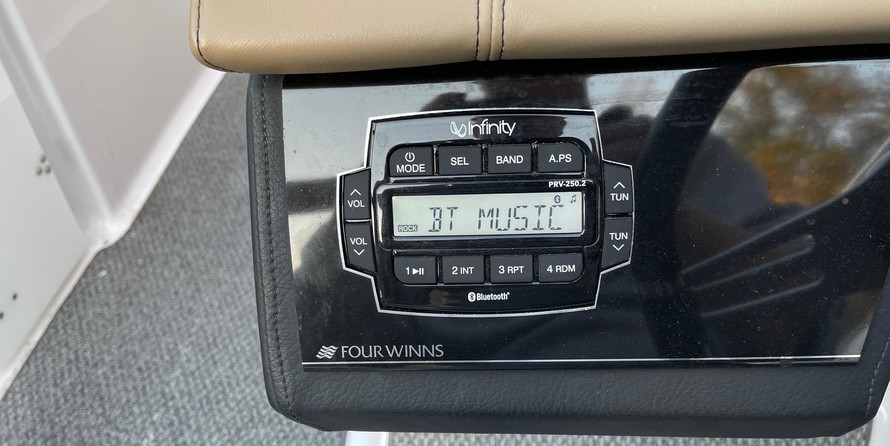 infinity
MODE SEL BAND A.PS
PRV-250.2
VOL TUN
BT MUSIC
ROCK
VOL TUN
1 ▶II 2 INT 3 RPT 4 RDM
Bluetooth®
FOUR WINNS